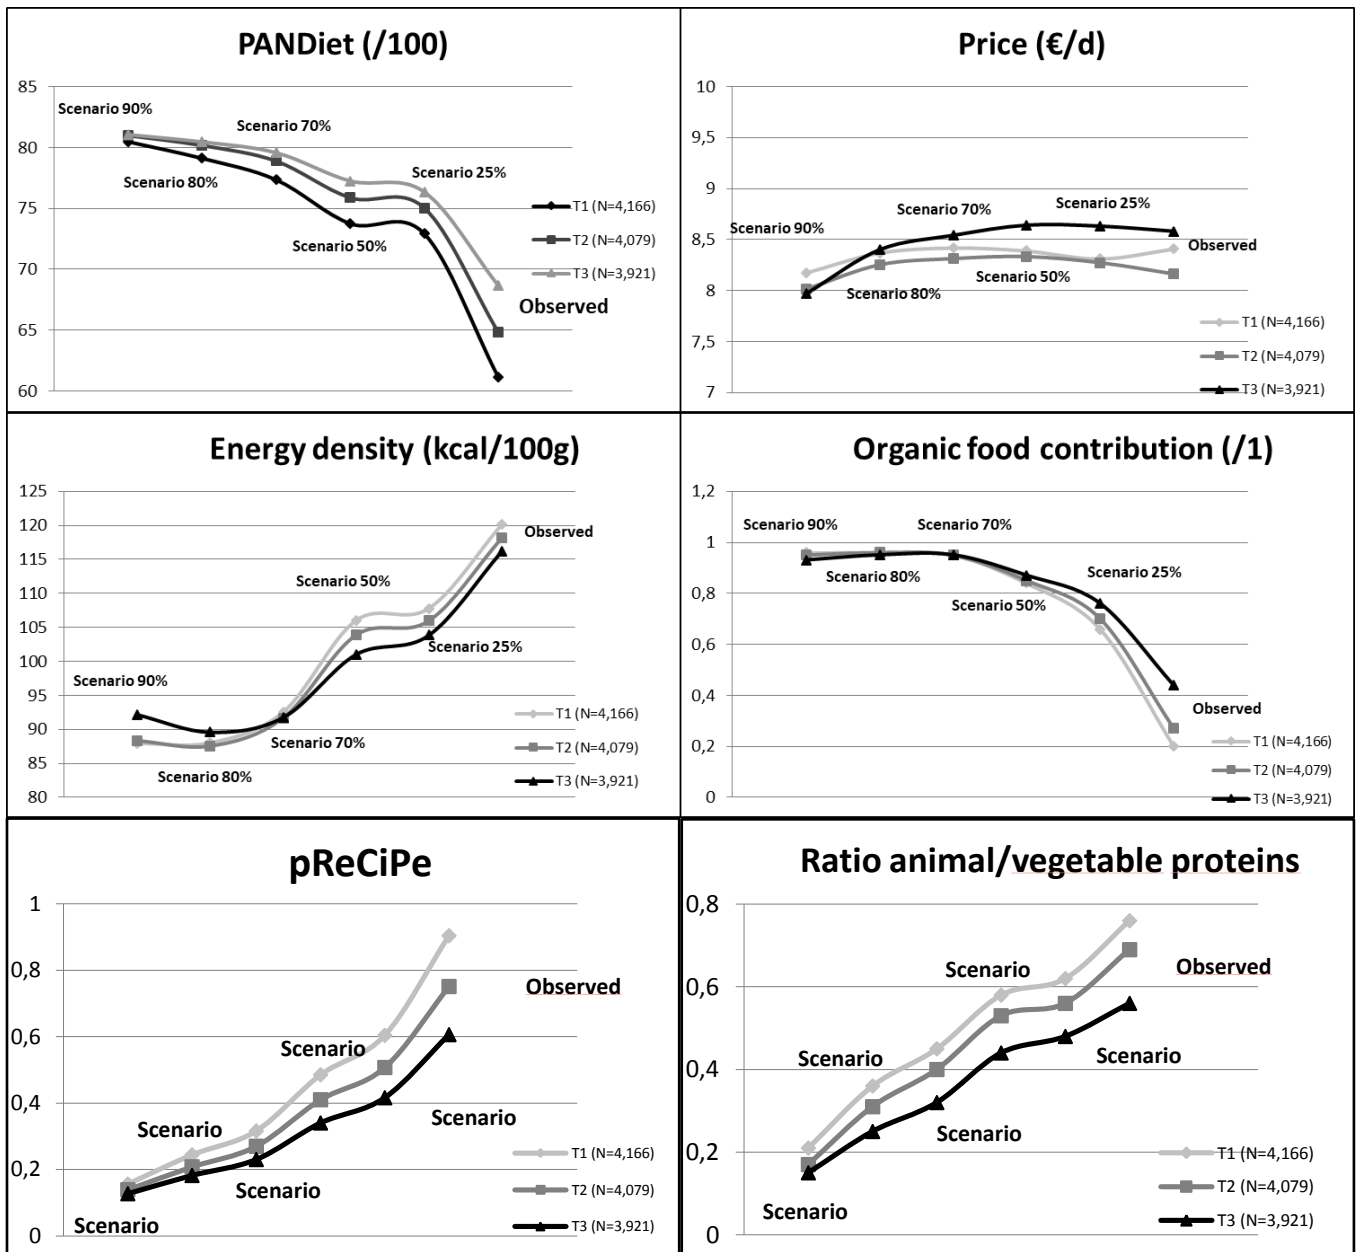 PANDiet (/100)
85
80
75
70
65
60
Scenario 90%
Scenario 80%
Scenario 70%
Scenario 50%
Scenario 25%
Observed
T1 (N=4,166)
T2 (N=4,079)
T3 (N=3,921)
Price (€/d)
10
9,5
9
8,5
8
7,5
7
Scenario 90%
Scenario 80%
Scenario 70%
Scenario 50%
Scenario 25%
Observed
T1 (N=4,166)
T2 (N=4,079)
T3 (N=3,921)
Energy density (kcal/100g)
125
120
115
110
105
100
95
90
85
80
Scenario 90%
Scenario 80%
Scenario 70%
Scenario 50%
Scenario 25%
Observed
T1 (N=4,166)
T2 (N=4,079)
T3 (N=3,921)
Organic food contribution (/1)
1,2
1
0,8
0,6
0,4
0,2
0
Scenario 90%
Scenario 80%
Scenario 70%
Scenario 50%
Scenario 25%
Observed
T1 (N=4,166)
T2 (N=4,079)
T3 (N=3,921)
pReCiPe
1
0,8
0,6
0,4
0,2
0
Scenario
Scenario
Scenario
Scenario
Scenario
Observed
T1 (N=4,166)
T2 (N=4,079)
T3 (N=3,921)
Ratio animal/vegetable proteins
0,8
0,6
0,4
0,2
0
Scenario
Scenario
Scenario
Scenario
Scenario
Observed
T1 (N=4,166)
T2 (N=4,079)
T3 (N=3,921)